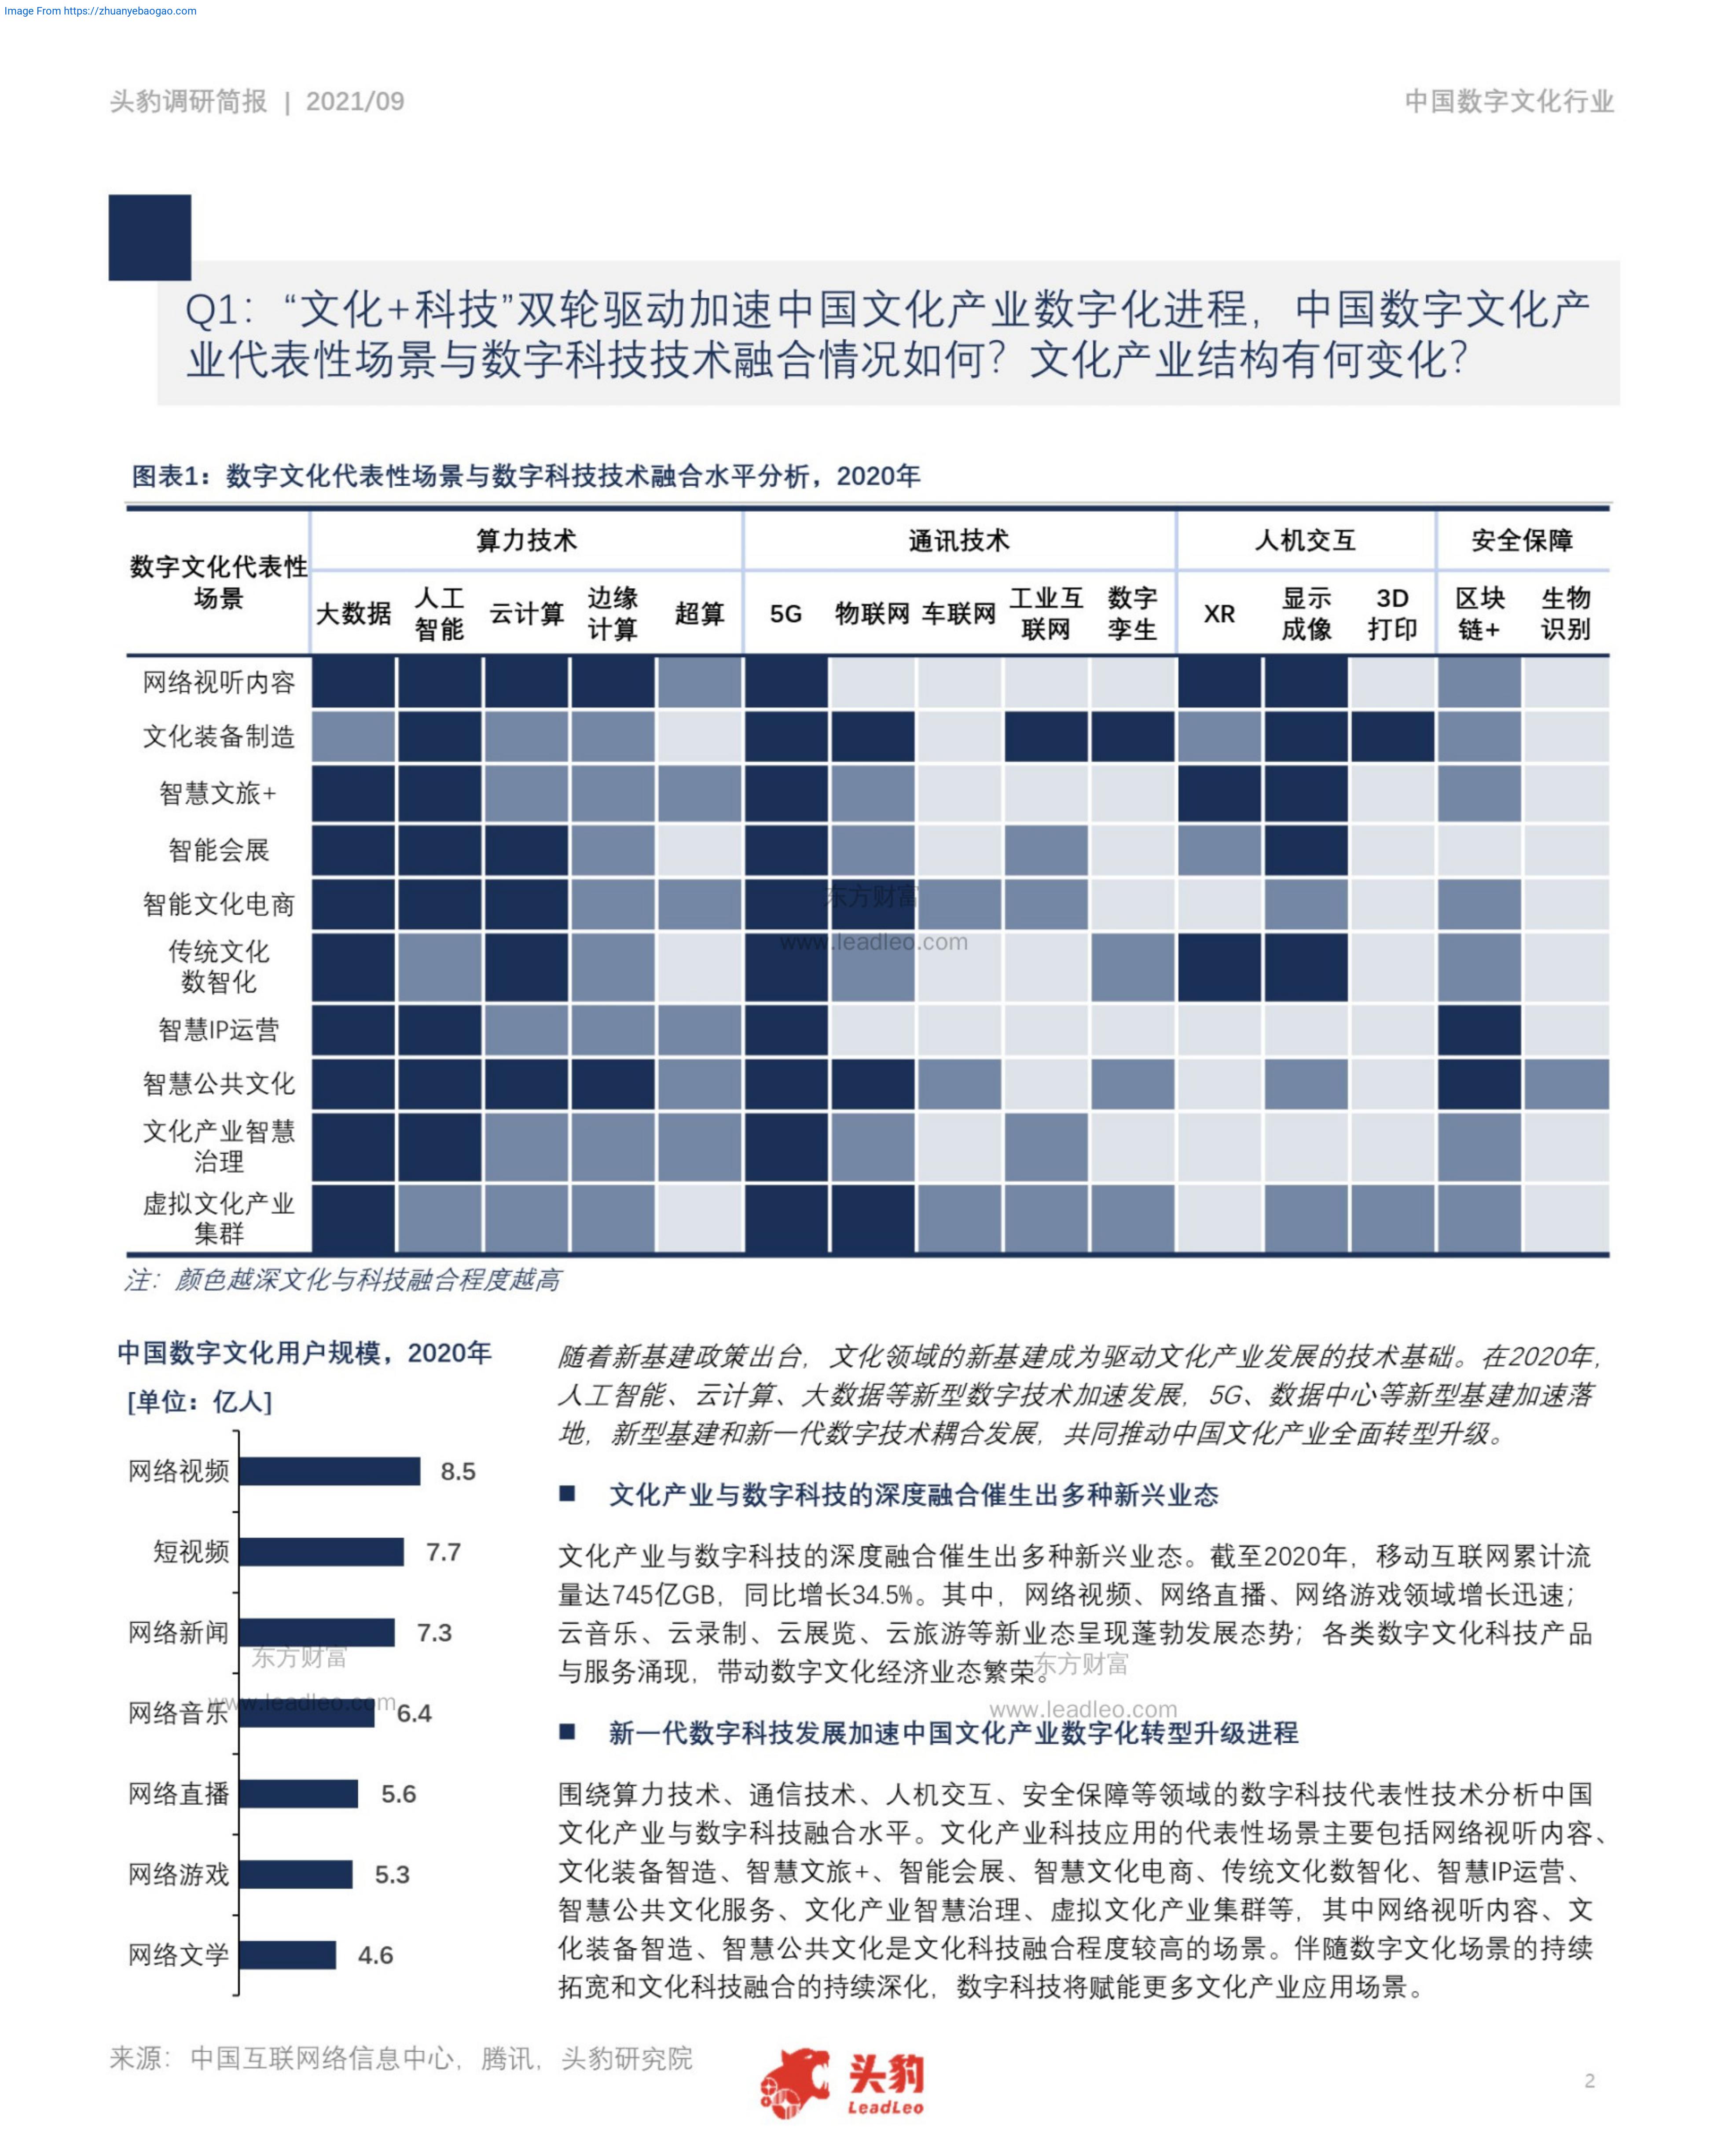 Image From https://zhuanyebaogao.com
头豹调研简报 | 2021/09
中国数字文化行业
Q1：“文化+科技”双轮驱动加速中国文化产业数字化进程，中国数字文化产
业代表性场景与数字科技技术融合情况如何？文化产业结构有何变化？
图表1：数字文化代表性场景与数字科技技术融合水平分析，2020年
数字文化代表性
场景
算力技术
通讯技术
人机交互
安全保障
大数据
人工
智能
云计算
边缘
计算
超算
5G
物联网
车联网
工业互
联网
数字
孪生
XR
显示
成像
3D
打印
区块
链+
生物
识别
网络视听内容
文化装备制造
智慧文旅+
智能会展
智能文化电商
传统文化
数智化
智慧IP运营
智慧公共文化
文化产业智慧
治理
虚拟文化产业
集群
东方财富
www.leadleo.com
注：颜色越深文化与科技融合程度越高
中国数字文化用户规模，2020年
[单位：亿人]
网络视频 8.5
短视频 7.7
网络新闻 7.3
东方财富
www.leadleo.com
网络音乐 6.4
网络直播 5.6
网络游戏 5.3
网络文学 4.6
随着新基建政策出台，文化领域的新基建成为驱动文化产业发展的技术基础。在2020年，
人工智能、云计算、大数据等新型数字技术加速发展，5G、数据中心等新型基建加速落
地，新型基建和新一代数字技术耦合发展，共同推动中国文化产业全面转型升级。
■ 文化产业与数字科技的深度融合催生出多种新兴业态
文化产业与数字科技的深度融合催生出多种新兴业态。截至2020年，移动互联网累计流
量达745亿GB，同比增长34.5%。其中，网络视频、网络直播、网络游戏领域增长迅速；
云音乐、云录制、云展览、云旅游等新业态呈现蓬勃发展态势；各类数字文化科技产品
与服务涌现，带动数字文化经济业态繁荣。
东方财富
www.leadleo.com
■ 新一代数字科技发展加速中国文化产业数字化转型升级进程
围绕算力技术、通信技术、人机交互、安全保障等领域的数字科技代表性技术分析中国
文化产业与数字科技融合水平。文化产业科技应用的代表性场景主要包括网络视听内容、
文化装备智造、智慧文旅+、智能会展、智慧文化电商、传统文化数智化、智慧IP运营、
智慧公共文化服务、文化产业智慧治理、虚拟文化产业集群等，其中网络视听内容、文
化装备智造、智慧公共文化是文化科技融合程度较高的场景。伴随数字文化场景的持续
拓宽和文化科技融合的持续深化，数字科技将赋能更多文化产业应用场景。
来源：中国互联网络信息中心，腾讯，头豹研究院
头豹
LeadLeo
2